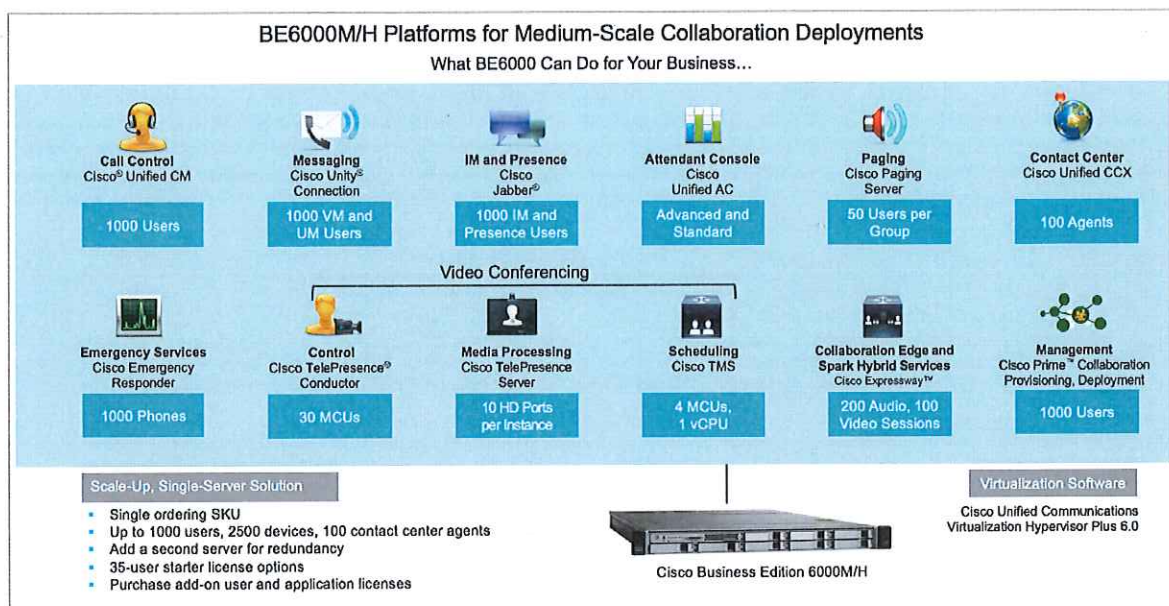 BE6000M/H Platforms for Medium-Scale Collaboration Deployments
What BE6000 Can Do for Your Business...
Call Control
Cisco® Unified CM
1000 Users
Messaging
Cisco Unity®
Connection
1000 VM and
UM Users
IM and Presence
Cisco
Jabber®
1000 IM and
Presence Users
Attendant Console
Cisco
Unified AC
Advanced and
Standard
Paging
Cisco Paging
Server
50 Users per
Group
Contact Center
Cisco Unified CCX
100 Agents
Video Conferencing
Emergency Services
Cisco Emergency
Responder
1000 Phones
Control
Cisco TelePresence®
Conductor
30 MCUs
Media Processing
Cisco TelePresence
Server
10 HD Ports
per Instance
Scheduling
Cisco TMS
4 MCUs,
1 vCPU
Collaboration Edge and
Spark Hybrid Services
Cisco Expressway™
200 Audio, 100
Video Sessions
Management
Cisco Prime™ Collaboration
Provisioning, Deployment
1000 Users
Scale-Up, Single-Server Solution
▪ Single ordering SKU
▪ Up to 1000 users, 2500 devices, 100 contact center agents
▪ Add a second server for redundancy
▪ 35-user starter license options
▪ Purchase add-on user and application licenses
Cisco Business Edition 6000M/H
Virtualization Software
Cisco Unified Communications
Virtualization Hypervisor Plus 6.0